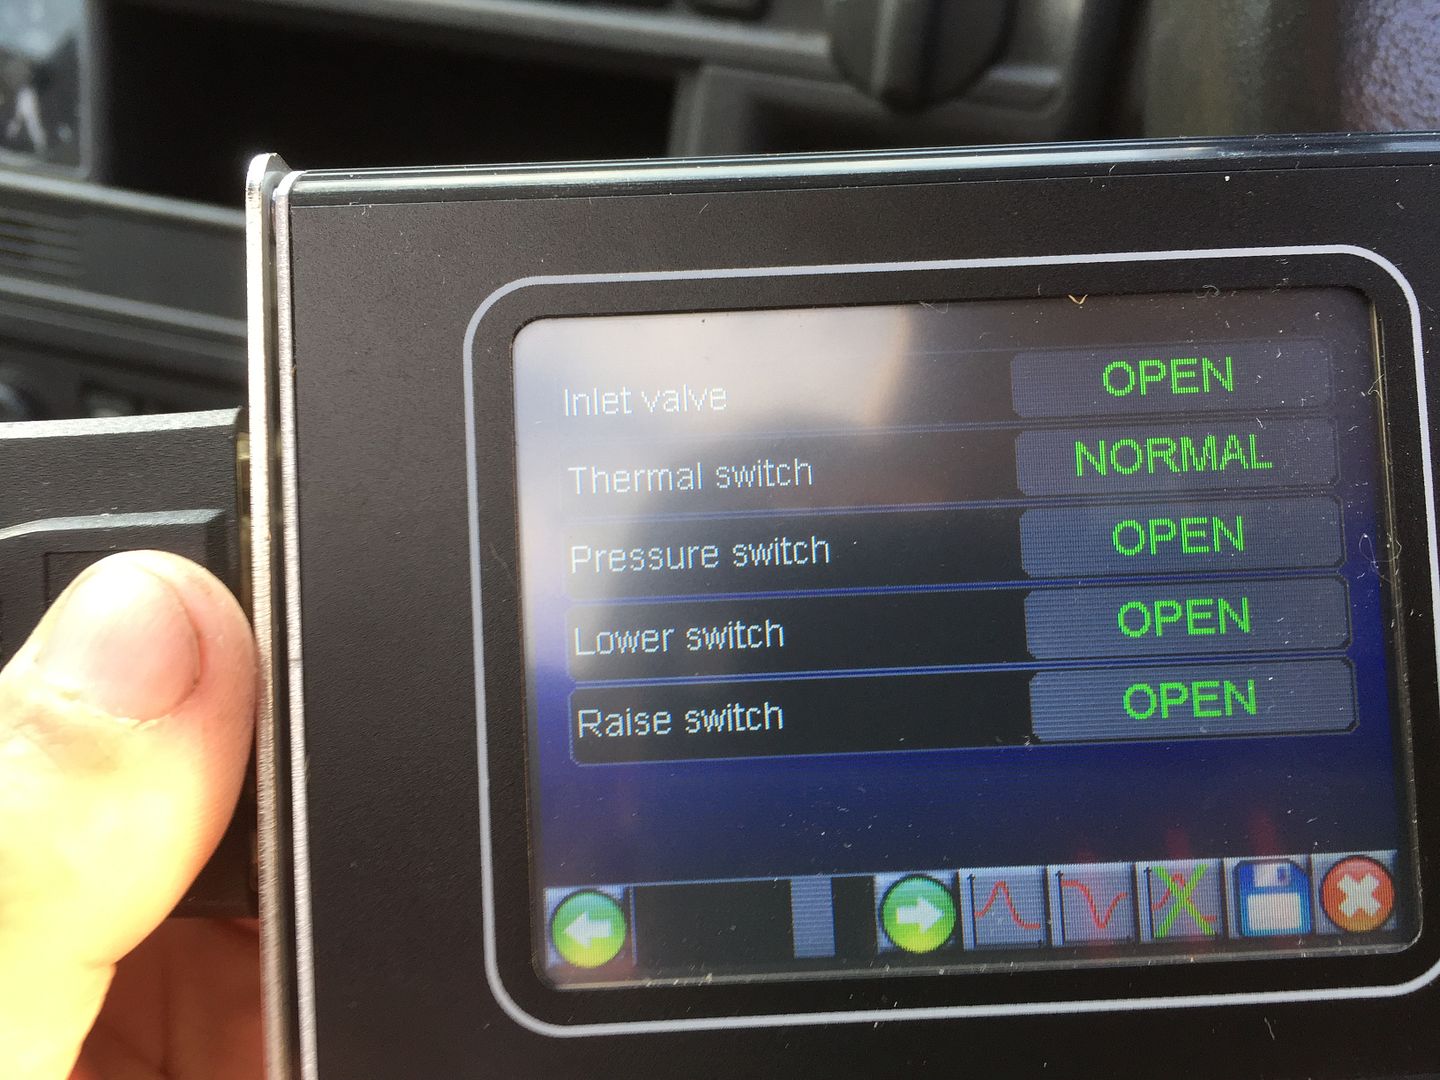 Inlet valve OPEN
Thermal switch NORMAL
Pressure switch OPEN
Lower switch OPEN
Raise switch OPEN